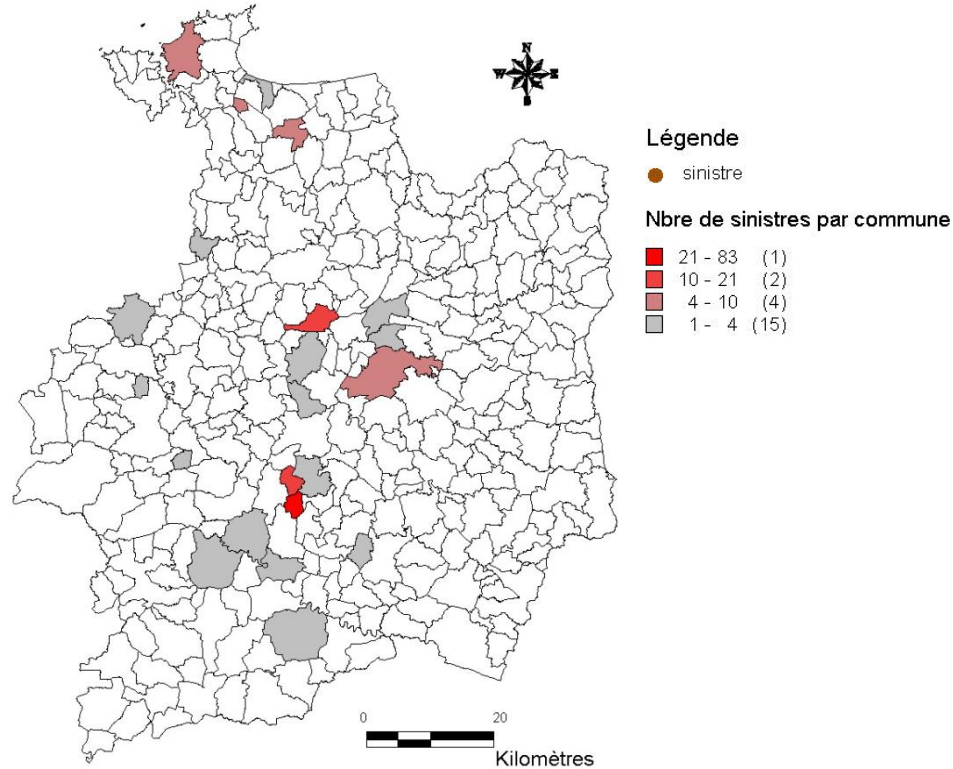 N
W E
S
Légende
sinistre
Nbre de sinistres par commune
21 - 83 (1)
10 - 21 (2)
4 - 10 (4)
1 - 4 (15)
0 20
Kilomètres